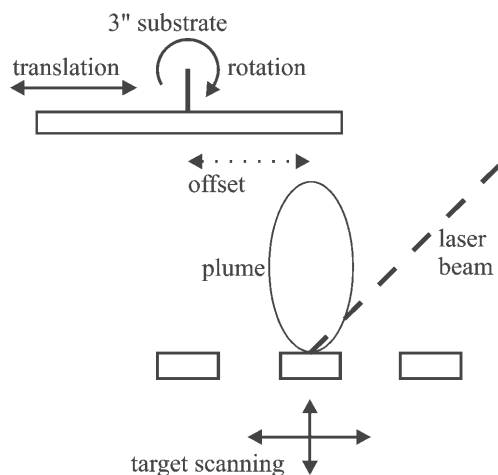 3" substrate
translation
rotation
offset
plume
laser
beam
target scanning